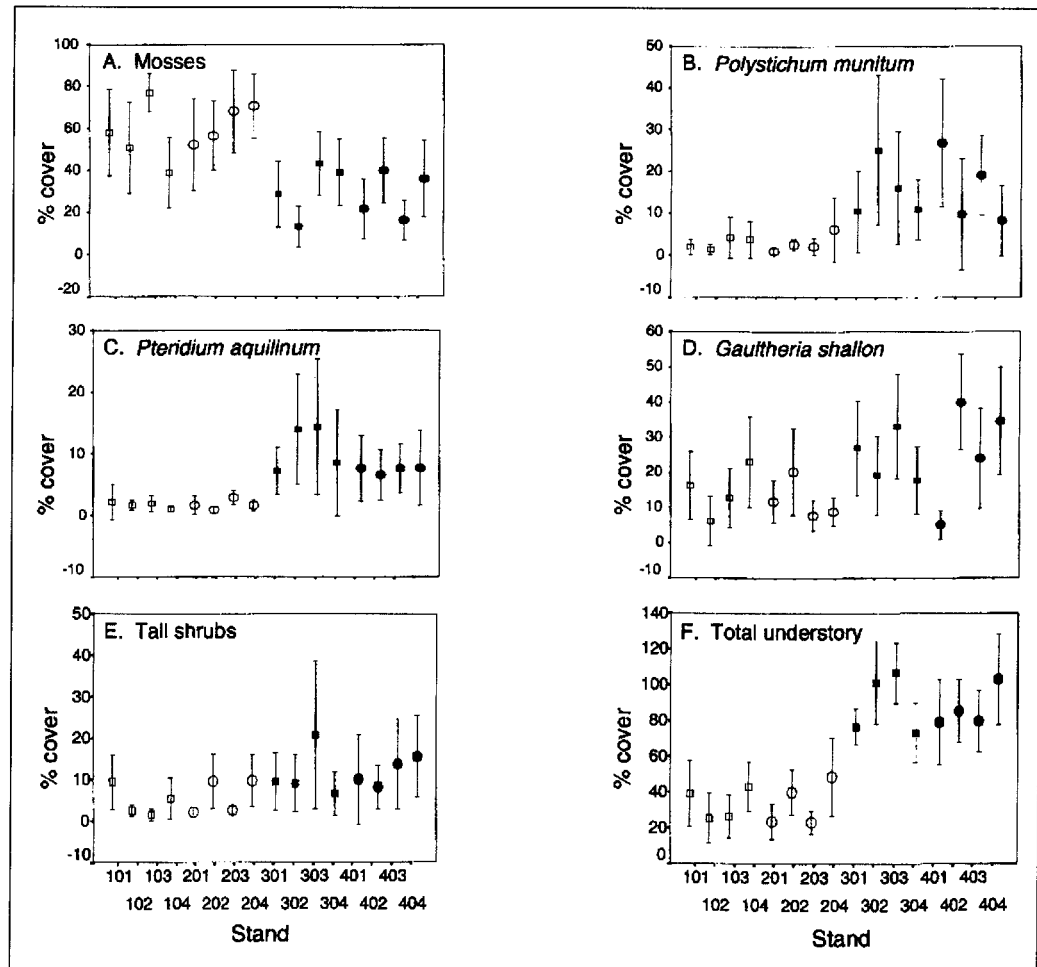 A. Mosses
% cover
100
80
60
40
20
0
-20
B. Polystichum munitum
% cover
50
40
30
20
10
0
-10
C. Pteridium aquilinum
% cover
30
20
10
0
-10
D. Gaultheria shallon
% cover
60
50
40
30
20
10
0
-10
E. Tall shrubs
% cover
50
40
30
20
10
0
-10
F. Total understory
% cover
140
120
100
80
60
40
20
0
101 103 201 203 301 303 401 403
102 104 202 204 302 304 402 404
Stand
101 103 201 203 301 303 401 403
102 104 202 204 302 304 402 404
Stand